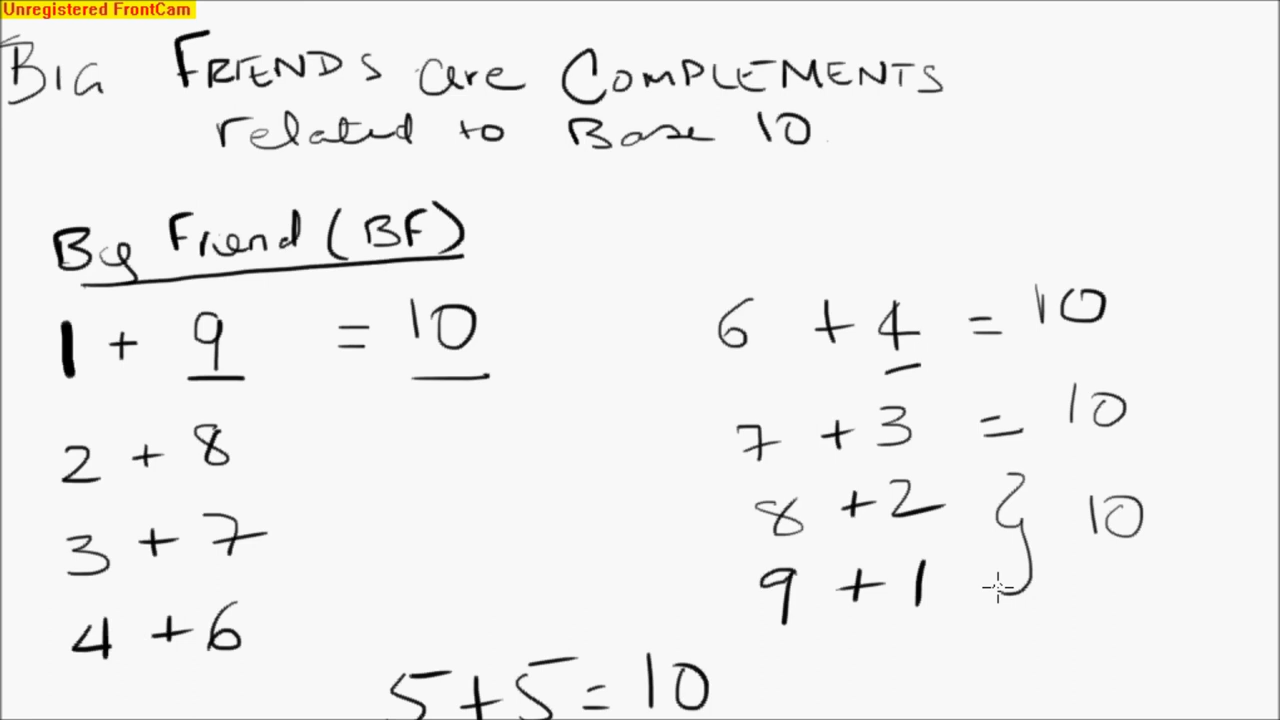 Unregistered FrontCam
BIG FRIENDS are COMPLEMENTS
related to Base 10
Big Friend (BF)
1 + 9 = 10
2 + 8
3 + 7
4 + 6
6 + 4 = 10
7 + 3 = 10
8 + 2 } 10
9 + 1
5 + 5 = 10